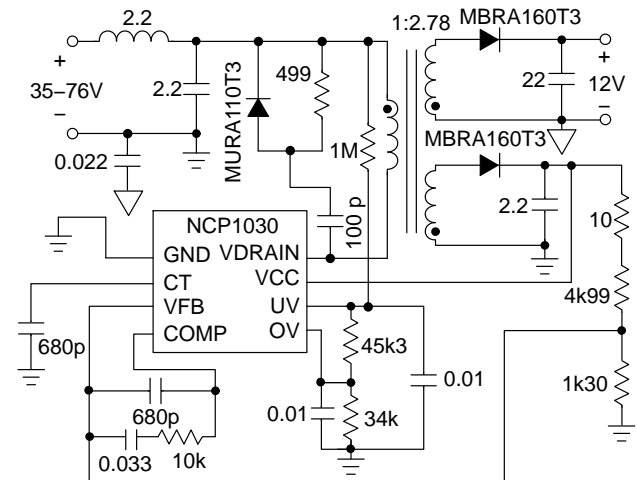 2.2
1:2.78
MBRA160T3
+
35–76V
–
2.2
MURA110T3
499
1M
22
+
12V
–
MBRA160T3
0.022
100 p
2.2
10
NCP1030
GND
VDRAIN
CT
VCC
VFB
UV
COMP
OV
4k99
680p
45k3
0.01
1k30
680p
0.01
34k
0.033
10k